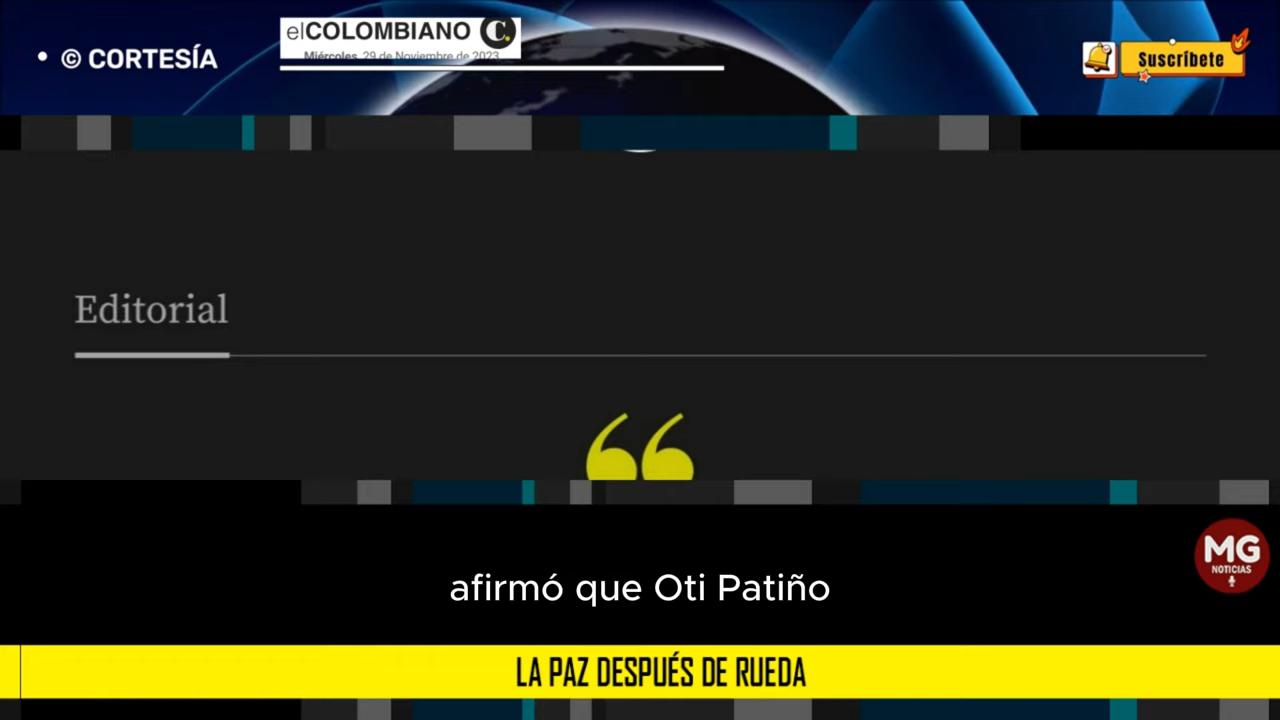 • © CORTESÍA
elCOLOMBIANO C.
Miércoles, 29 de Noviembre de 2023
Suscríbete
Editorial
“
afirmó que Oti Patiño
MG
NOTICIAS
LA PAZ DESPUÉS DE RUEDA